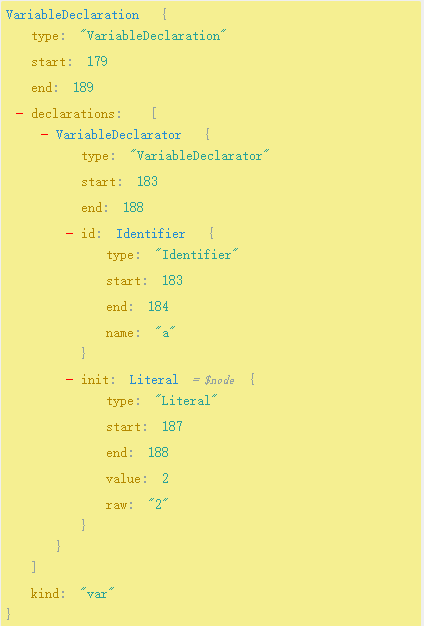 VariableDeclaration {
type: "VariableDeclaration"
start: 179
end: 189
- declarations: [
- VariableDeclarator {
type: "VariableDeclarator"
start: 183
end: 188
- id: Identifier {
type: "Identifier"
start: 183
end: 184
name: "a"
}
- init: Literal = $node {
type: "Literal"
start: 187
end: 188
value: 2
raw: "2"
}
}
]
kind: "var"
}